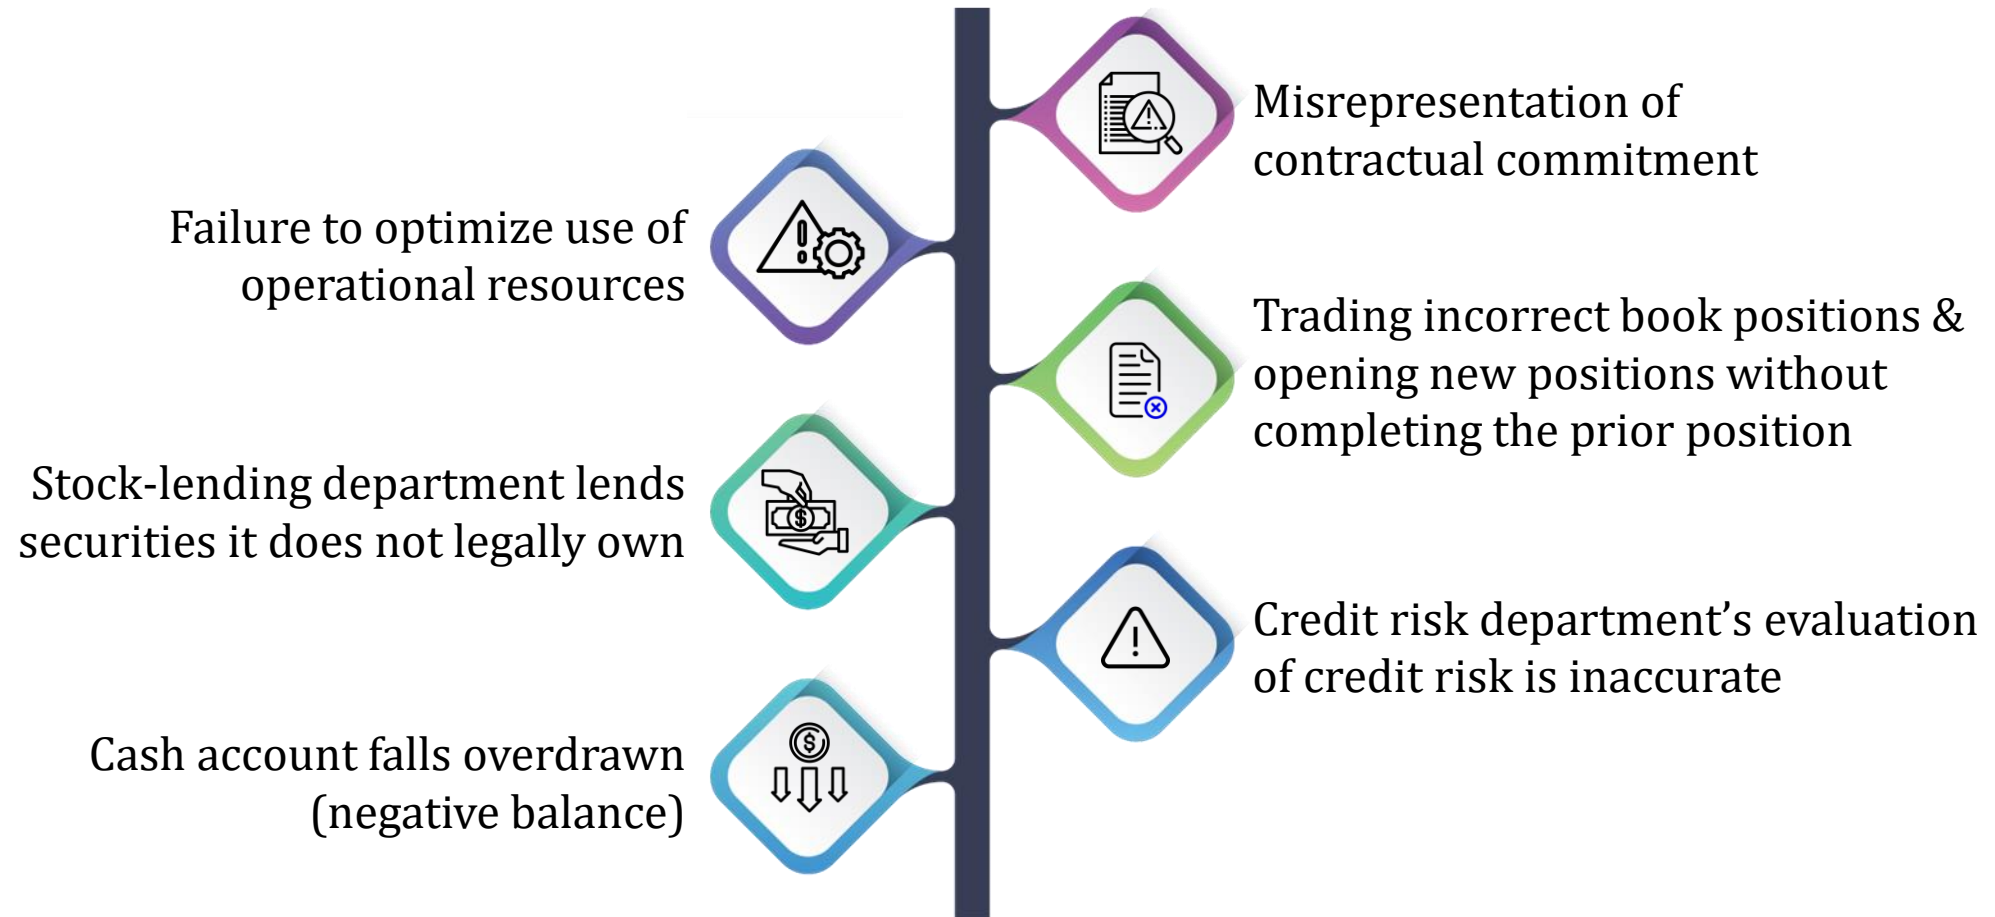 Misrepresentation of
contractual commitment
Failure to optimize use of
operational resources
Trading incorrect book positions &
opening new positions without
completing the prior position
Stock-lending department lends
securities it does not legally own
Credit risk department’s evaluation
of credit risk is inaccurate
Cash account falls overdrawn
(negative balance)